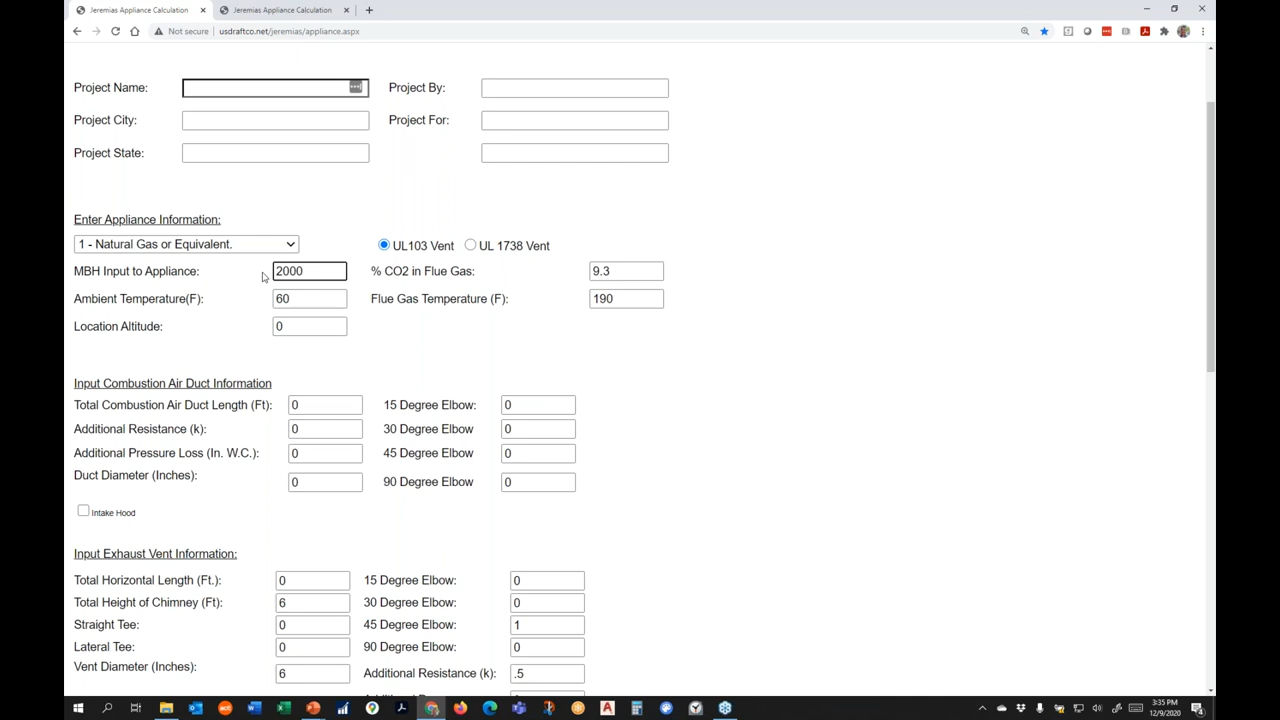 Jeremias Appliance Calculation
Jeremias Appliance Calculation
Not secure | usdraftco.net/jeremias/appliance.aspx
Project Name: Project By:
Project City: Project For:
Project State:
Enter Appliance Information:
1 - Natural Gas or Equivalent. UL103 Vent UL 1738 Vent
MBH Input to Appliance: 2000 % CO2 in Flue Gas: 9.3
Ambient Temperature(F): 60 Flue Gas Temperature (F): 190
Location Altitude: 0
Input Combustion Air Duct Information
Total Combustion Air Duct Length (Ft): 0 15 Degree Elbow: 0
Additional Resistance (k): 0 30 Degree Elbow 0
Additional Pressure Loss (In. W.C.): 0 45 Degree Elbow 0
Duct Diameter (Inches): 0 90 Degree Elbow 0
Intake Hood
Input Exhaust Vent Information:
Total Horizontal Length (Ft.): 0 15 Degree Elbow: 0
Total Height of Chimney (Ft): 6 30 Degree Elbow: 0
Straight Tee: 0 45 Degree Elbow: 1
Lateral Tee: 0 90 Degree Elbow: 0
Vent Diameter (Inches): 6 Additional Resistance (k): .5
3:35 PM
12/9/2020